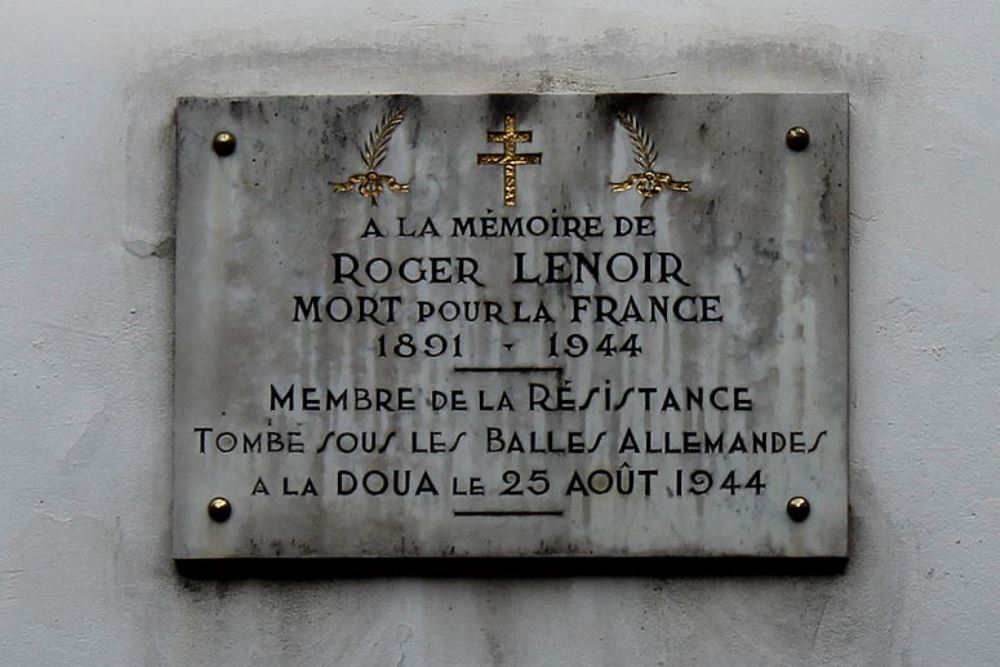 A LA MÉMOIRE DE
ROGER LENOIR
MORT POUR LA FRANCE
1891 - 1944
MEMBRE DE LA RÉSISTANCE
TOMBÉ SOUS LES BALLES ALLEMANDES
A LA DOUA LE 25 AOÛT 1944